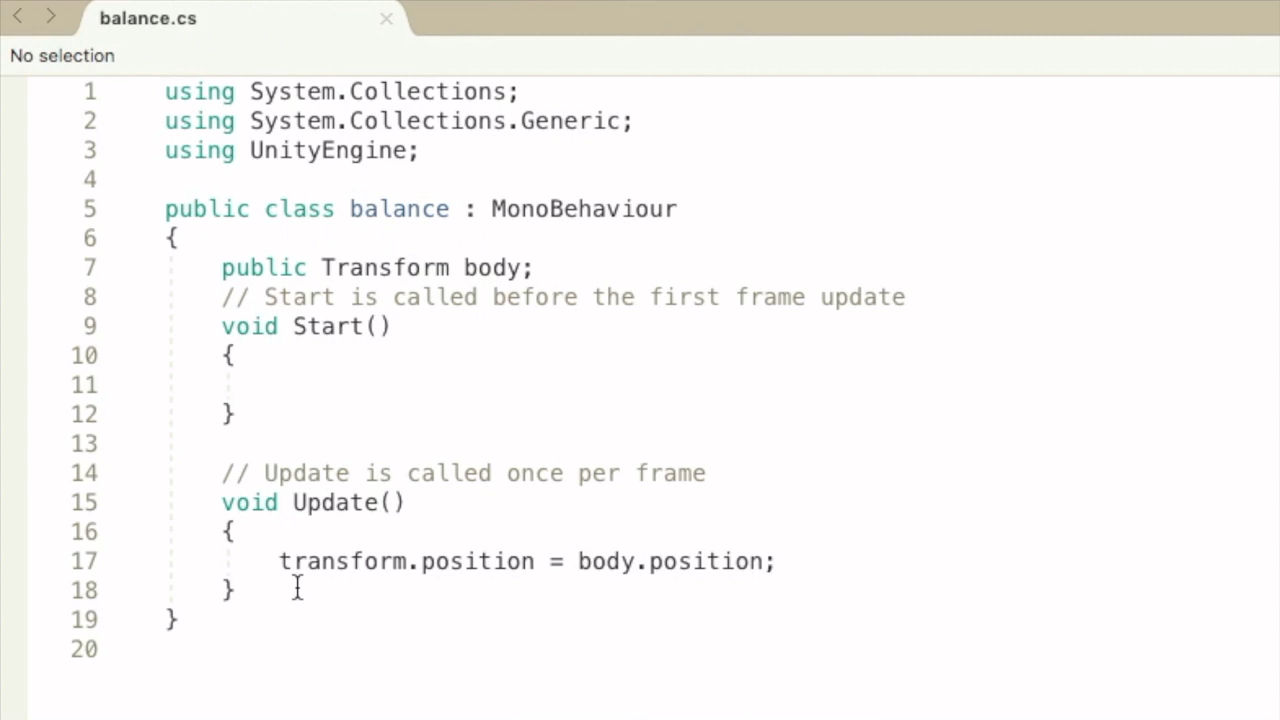 balance.cs
No selection
1 using System.Collections;
2 using System.Collections.Generic;
3 using UnityEngine;
4
5 public class balance : MonoBehaviour
6 {
7 public Transform body;
8 // Start is called before the first frame update
9 void Start()
10 {
11
12 }
13
14 // Update is called once per frame
15 void Update()
16 {
17 transform.position = body.position;
18 }
19 }
20